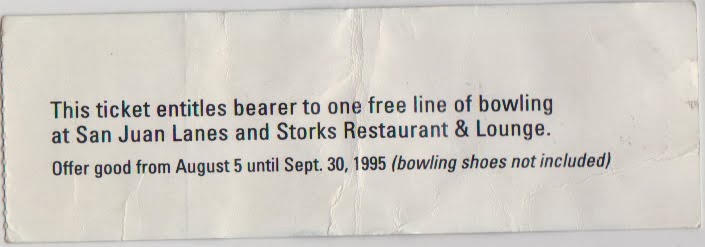 This ticket entitles bearer to one free line of bowling
at San Juan Lanes and Storks Restaurant & Lounge.
Offer good from August 5 until Sept. 30, 1995 (bowling shoes not included)